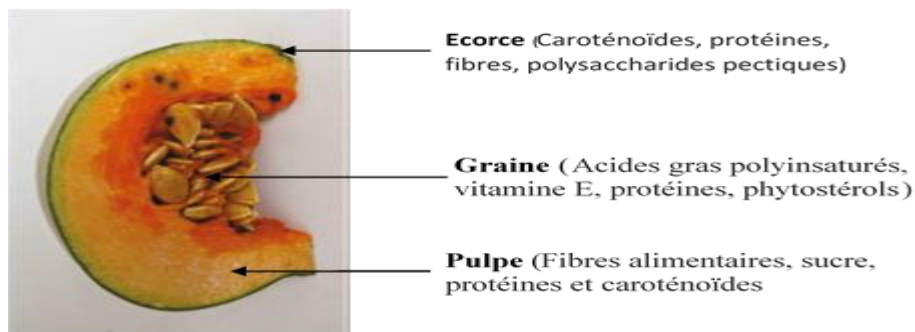 Ecorce (Caroténoïdes, protéines,
fibres, polysaccharides pectiques)
Graine (Acides gras polyinsaturés,
vitamine E, protéines, phytostérols)
Pulpe (Fibres alimentaires, sucre,
protéines et caroténoïdes